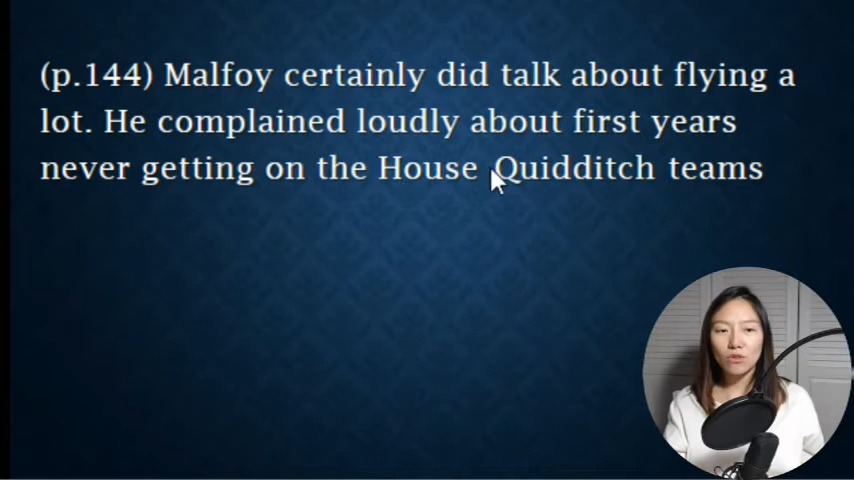 (p.144) Malfoy certainly did talk about flying a
lot. He complained loudly about first years
never getting on the House Quidditch teams